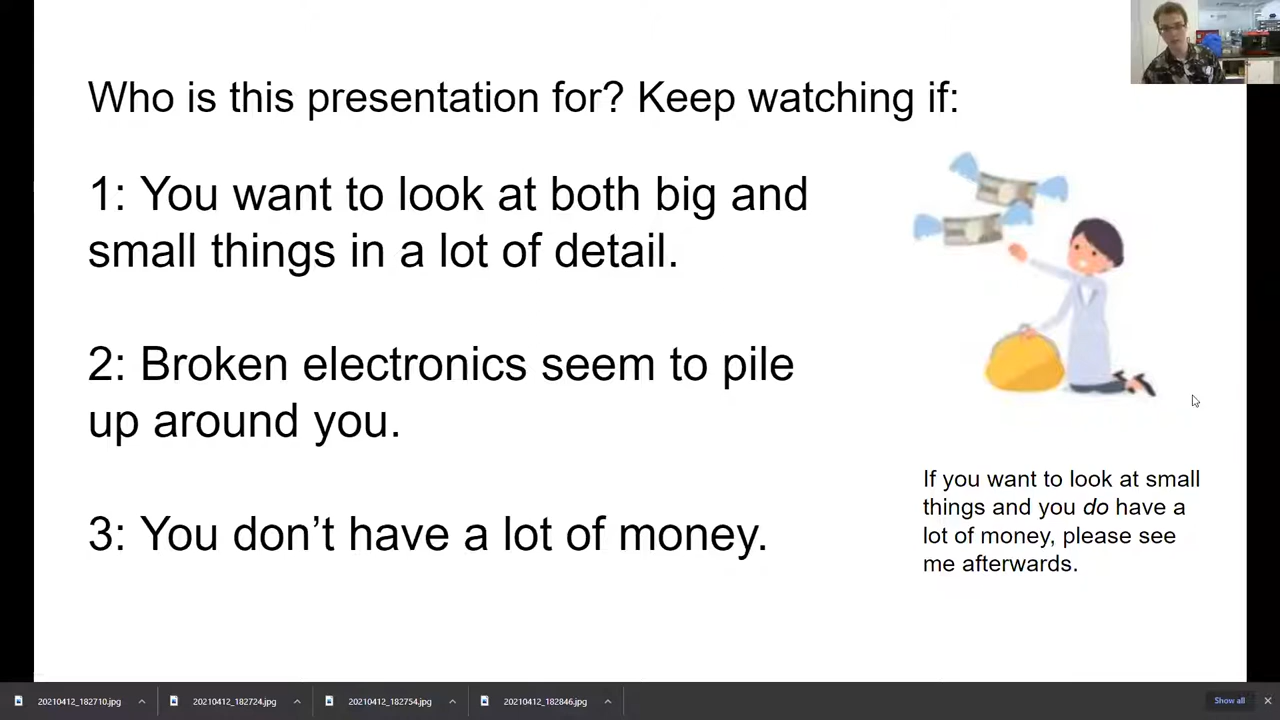 Who is this presentation for? Keep watching if:
1: You want to look at both big and
small things in a lot of detail.
2: Broken electronics seem to pile
up around you.
3: You don’t have a lot of money.
If you want to look at small
things and you do have a
lot of money, please see
me afterwards.
20210412_182710.jpg
20210412_182724.jpg
20210412_182754.jpg
20210412_182846.jpg
Show all